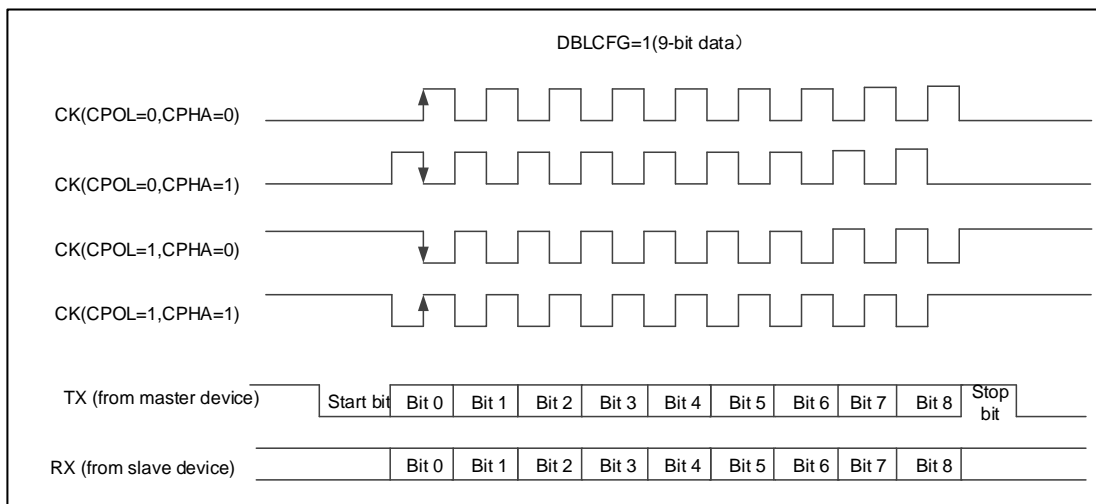 DBLCFG=1(9-bit data）
CK(CPOL=0,CPHA=0)
CK(CPOL=0,CPHA=1)
CK(CPOL=1,CPHA=0)
CK(CPOL=1,CPHA=1)
TX (from master device) Start bit Bit 0 Bit 1 Bit 2 Bit 3 Bit 4 Bit 5 Bit 6 Bit 7 Bit 8 Stop bit
RX (from slave device) Bit 0 Bit 1 Bit 2 Bit 3 Bit 4 Bit 5 Bit 6 Bit 7 Bit 8